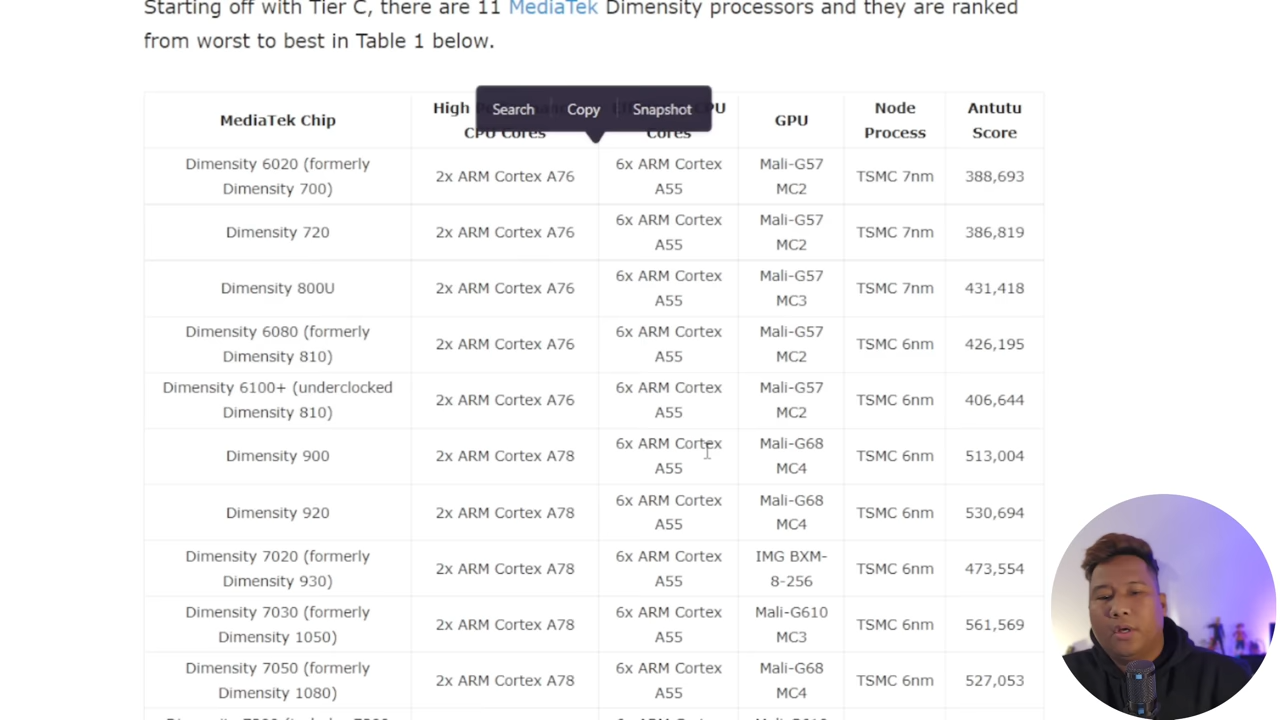 Starting off with Tier C, there are 11 MediaTek Dimensity processors and they are ranked
from worst to best in Table 1 below.
Search Copy Snapshot
MediaTek Chip
High
CPU Cores
CPU
Cores
GPU
Node
Process
Antutu
Score
Dimensity 6020 (formerly
Dimensity 700)
2x ARM Cortex A76
6x ARM Cortex
A55
Mali-G57
MC2
TSMC 7nm
388,693
Dimensity 720
2x ARM Cortex A76
6x ARM Cortex
A55
Mali-G57
MC2
TSMC 7nm
386,819
Dimensity 800U
2x ARM Cortex A76
6x ARM Cortex
A55
Mali-G57
MC3
TSMC 7nm
431,418
Dimensity 6080 (formerly
Dimensity 810)
2x ARM Cortex A76
6x ARM Cortex
A55
Mali-G57
MC2
TSMC 6nm
426,195
Dimensity 6100+ (underclocked
Dimensity 810)
2x ARM Cortex A76
6x ARM Cortex
A55
Mali-G57
MC2
TSMC 6nm
406,644
Dimensity 900
2x ARM Cortex A78
6x ARM Cortex
A55
Mali-G68
MC4
TSMC 6nm
513,004
Dimensity 920
2x ARM Cortex A78
6x ARM Cortex
A55
Mali-G68
MC4
TSMC 6nm
530,694
Dimensity 7020 (formerly
Dimensity 930)
2x ARM Cortex A78
6x ARM Cortex
A55
IMG BXM-
8-256
TSMC 6nm
473,554
Dimensity 7030 (formerly
Dimensity 1050)
2x ARM Cortex A78
6x ARM Cortex
A55
Mali-G610
MC3
TSMC 6nm
561,569
Dimensity 7050 (formerly
Dimensity 1080)
2x ARM Cortex A78
6x ARM Cortex
A55
Mali-G68
MC4
TSMC 6nm
527,053